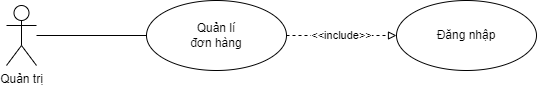 Quản lí
đơn hàng
<<include>>
Đăng nhập
Quản trị